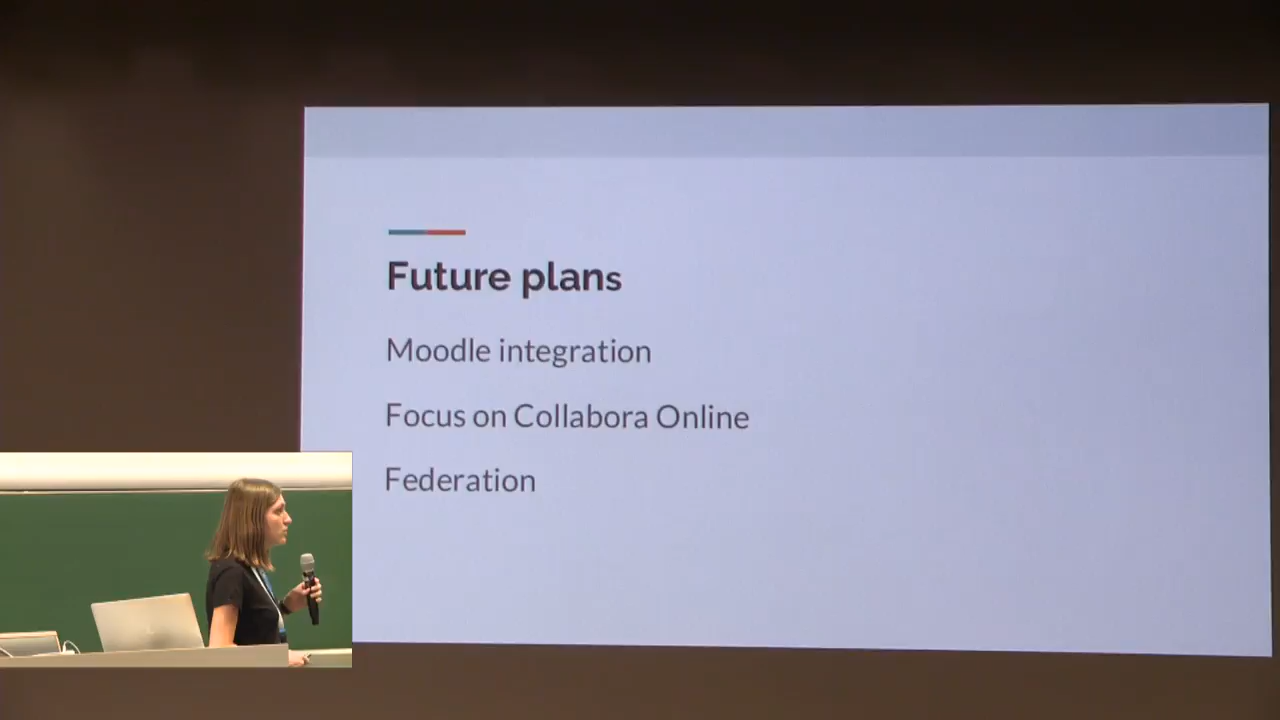 Future plans
Moodle integration
Focus on Collabora Online
Federation